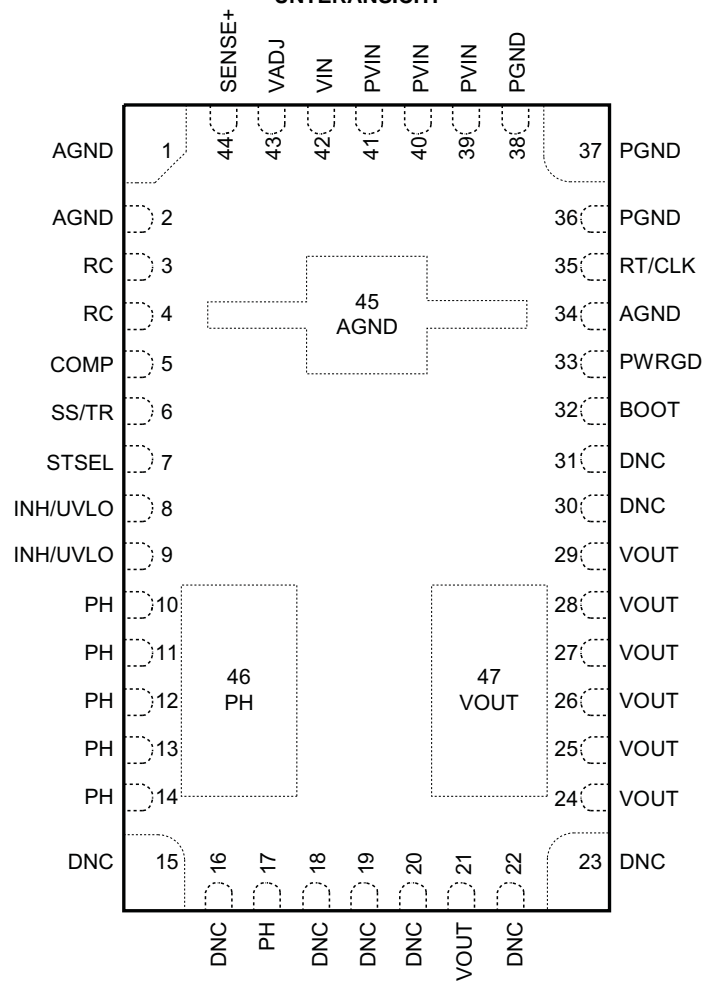 UNTERANSICHT
SENSE+ VADJ VIN PVIN PVIN PVIN PGND
44 43 42 41 40 39 38
AGND 1 37 PGND
AGND 2 36 PGND
RC 3 35 RT/CLK
RC 4 34 AGND
45
AGND
COMP 5 33 PWRGD
SS/TR 6 32 BOOT
STSEL 7 31 DNC
INH/UVLO 8 30 DNC
INH/UVLO 9 29 VOUT
PH 10 28 VOUT
PH 11 27 VOUT
46
PH
47
VOUT
PH 12 26 VOUT
PH 13 25 VOUT
PH 14 24 VOUT
DNC 15 23 DNC
16 17 18 19 20 21 22
DNC PH DNC DNC DNC VOUT DNC